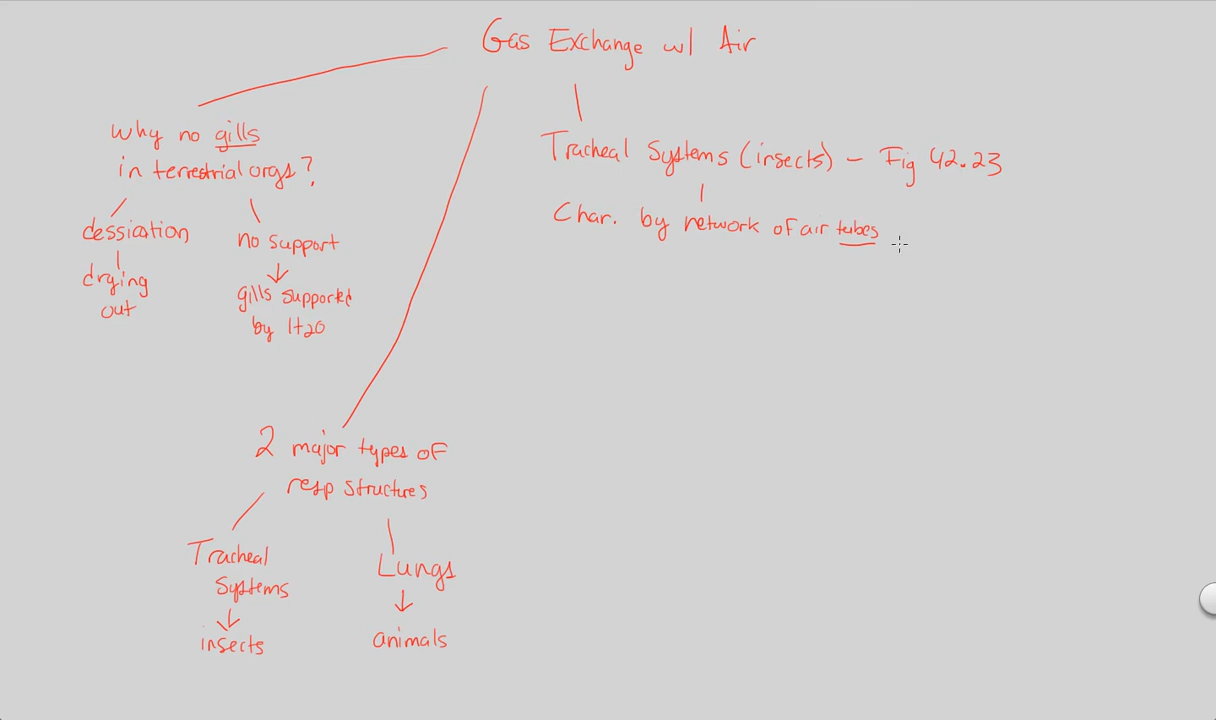 Gas Exchange w/ Air
Why no gills
in terrestrial orgs?
dessication
drying
out
no support
gills supported
by H2O
2 major types of
resp structures
Tracheal
Systems
insects
Lungs
animals
Tracheal Systems (insects) - Fig 42.23
Char. by network of air tubes